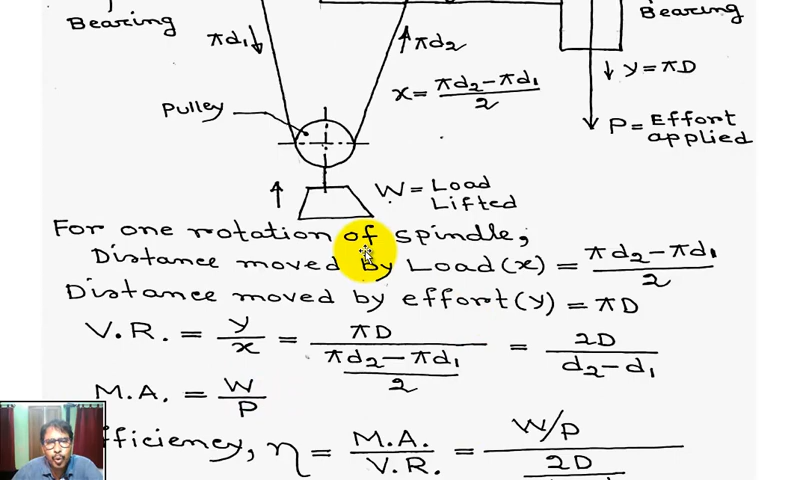 Bearing
Bearing
πd₁
πd₂
y = πD
x = (πd₂ - πd₁)/2
Pulley
P = Effort
applied
W = Load
Lifted
For one rotation of spindle,
Distance moved by Load (x) = (πd₂ - πd₁)/2
Distance moved by effort (y) = πD
V.R. = y/x = πD/((πd₂ - πd₁)/2) = 2D/(d₂ - d₁)
M.A. = W/P
fficiency, η = M.A./V.R. = (W/P)/(2D